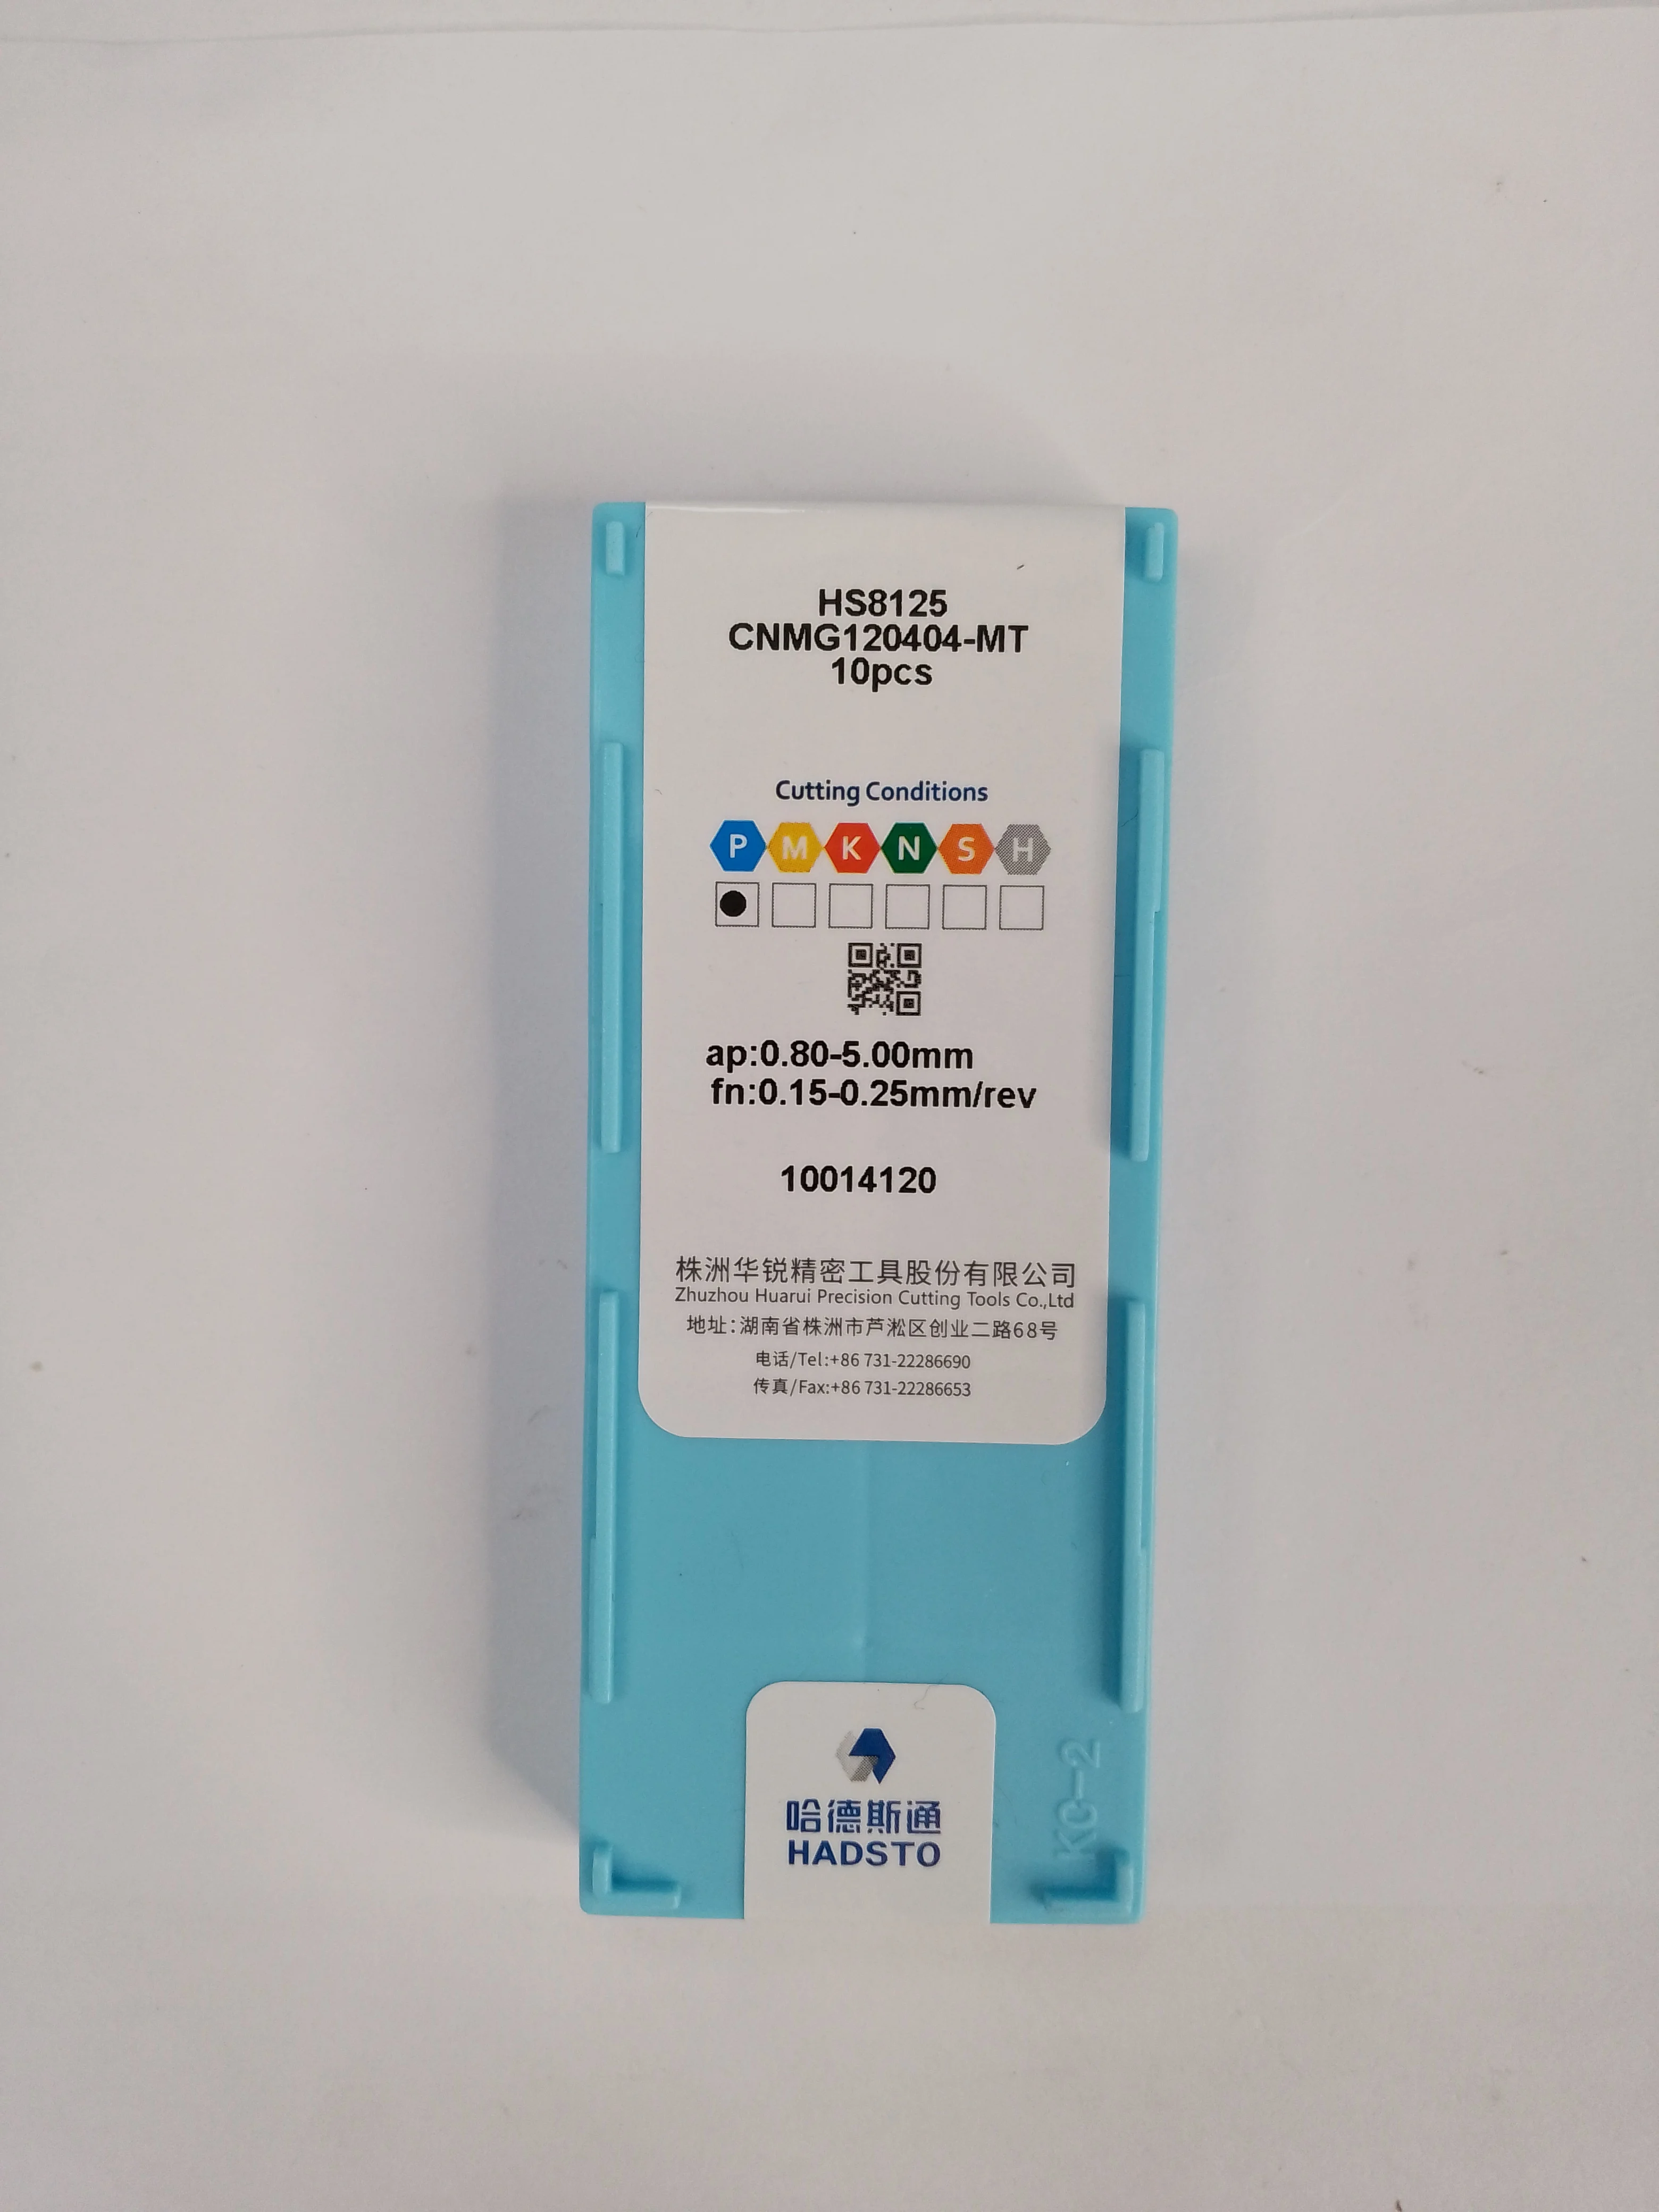 HS8125
CNMG120404-MT
10pcs
Cutting Conditions
P M K N S H
ap:0.80-5.00mm
fn:0.15-0.25mm/rev
10014120
株洲华锐精密工具股份有限公司
Zhuzhou Huarui Precision Cutting Tools Co.,Ltd
地址:湖南省株洲市芦淞区创业二路68号
电话/Tel:+86 731-22286690
传真/Fax:+86 731-22286653
哈德斯通
HADSTO
KC-2